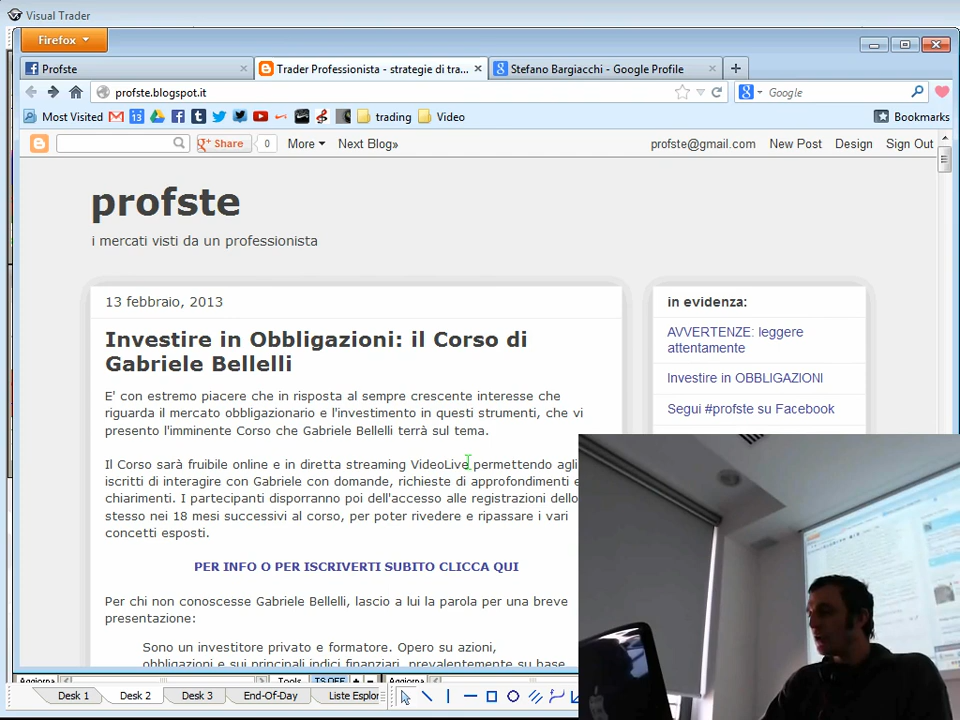 Visual Trader
Firefox
Profste
Trader Professionista - strategie di tra...
Stefano Bargiacchi - Google Profile
profste.blogspot.it
Google
Most Visited
trading
Video
Bookmarks
Share
0
More
Next Blog»
profste@gmail.com
New Post
Design
Sign Out
profste
i mercati visti da un professionista
13 febbraio, 2013
Investire in Obbligazioni: il Corso di
Gabriele Bellelli
E' con estremo piacere che in risposta al sempre crescente interesse che
riguarda il mercato obbligazionario e l'investimento in questi strumenti, che vi
presento l'imminente Corso che Gabriele Bellelli terrà sul tema.
Il Corso sarà fruibile online e in diretta streaming VideoLive permettendo agli
iscritti di interagire con Gabriele con domande, richieste di approfondimenti e
chiarimenti. I partecipanti disporranno poi dell'accesso alle registrazioni dello
stesso nei 18 mesi successivi al corso, per poter rivedere e ripassare i vari
concetti esposti.
PER INFO O PER ISCRIVERTI SUBITO CLICCA QUI
Per chi non conoscesse Gabriele Bellelli, lascio a lui la parola per una breve
presentazione:
Sono un investitore privato e formatore. Opero su azioni,
obbligazioni e sui principali indici finanziari, prevalentemente su base
in evidenza:
AVVERTENZE: leggere
attentamente
Investire in OBBLIGAZIONI
Segui #profste su Facebook
Aggiorna
Tools
TS OFF
Aggiorna
Desk 1
Desk 2
Desk 3
End-Of-Day
Liste Esplor